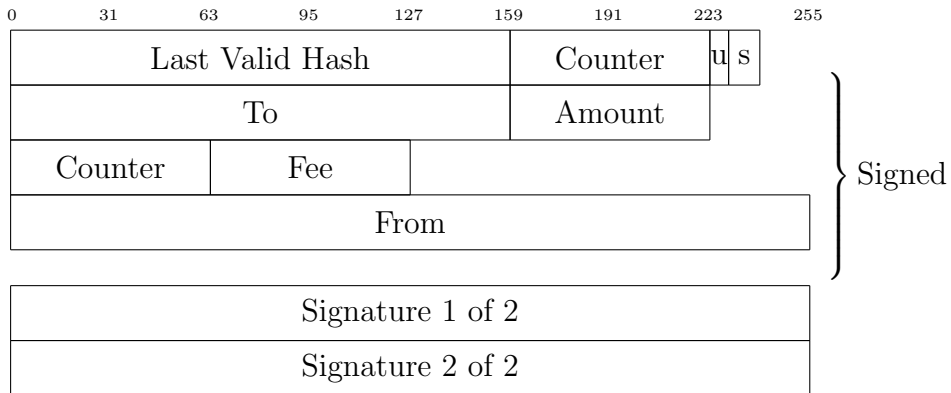 0 31 63 95 127 159 191 223 255
Last Valid Hash Counter u s
To Amount
Counter Fee
Signed
From
Signature 1 of 2
Signature 2 of 2